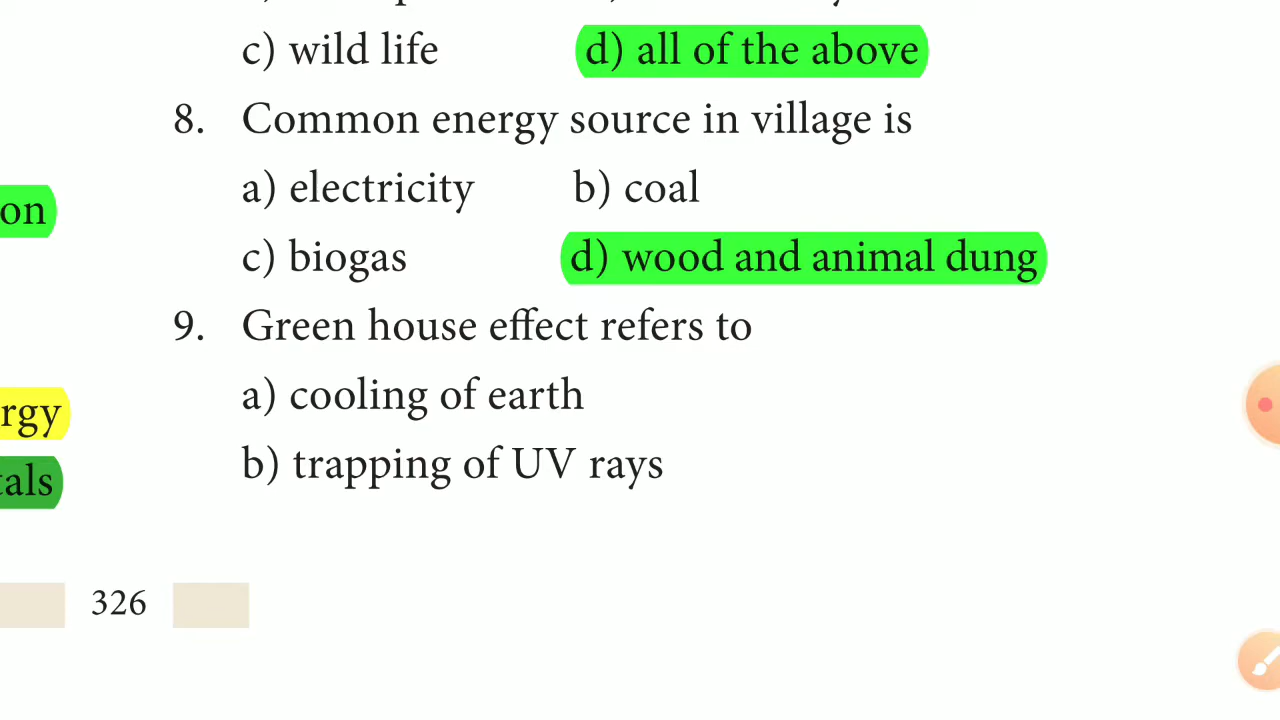 c) wild life d) all of the above
8. Common energy source in village is
a) electricity b) coal
on
c) biogas d) wood and animal dung
9. Green house effect refers to
a) cooling of earth
rgy
b) trapping of UV rays
tals
326